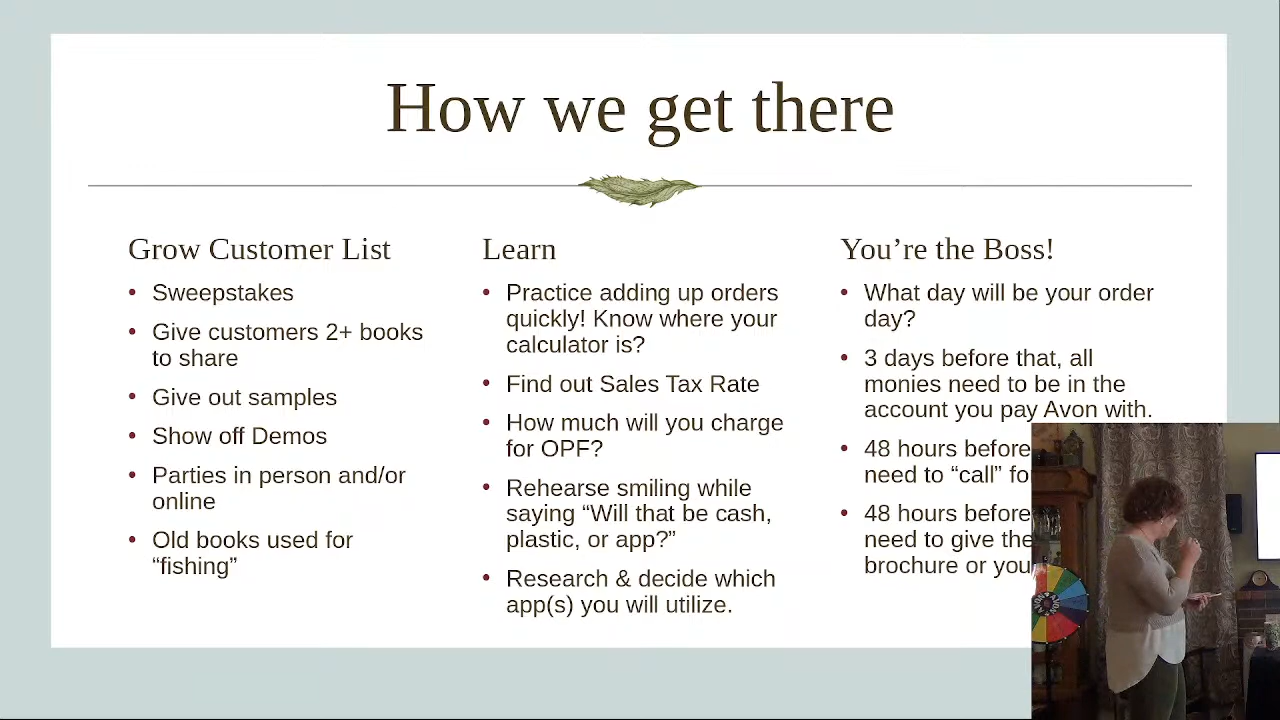 How we get there
Grow Customer List
Sweepstakes
Give customers 2+ books
to share
Give out samples
Show off Demos
Parties in person and/or
online
Old books used for
“fishing”
Learn
Practice adding up orders
quickly! Know where your
calculator is?
Find out Sales Tax Rate
How much will you charge
for OPF?
Rehearse smiling while
saying “Will that be cash,
plastic, or app?”
Research & decide which
app(s) you will utilize.
You’re the Boss!
What day will be your order
day?
3 days before that, all
monies need to be in the
account you pay Avon with.
48 hours before
need to “call” fo
48 hours before
need to give the
brochure or you